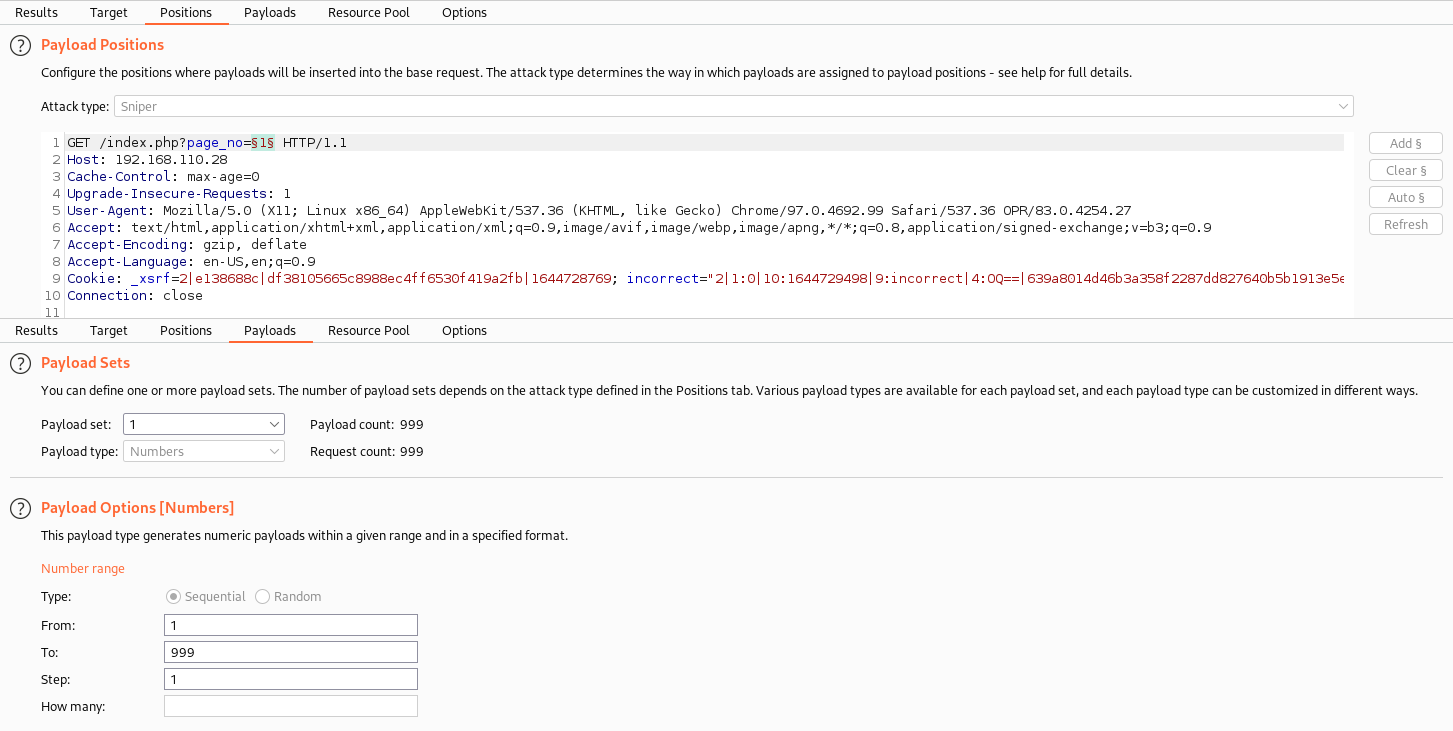 Results Target Positions Payloads Resource Pool Options
? Payload Positions
Configure the positions where payloads will be inserted into the base request. The attack type determines the way in which payloads are assigned to payload positions - see help for full details.
Attack type: Sniper
1 GET /index.php?page_no=§1§ HTTP/1.1
Add §
2 Host: 192.168.110.28
3 Cache-Control: max-age=0
Clear §
4 Upgrade-Insecure-Requests: 1
Auto §
5 User-Agent: Mozilla/5.0 (X11; Linux x86_64) AppleWebKit/537.36 (KHTML, like Gecko) Chrome/97.0.4692.99 Safari/537.36 OPR/83.0.4254.27
Refresh
6 Accept: text/html,application/xhtml+xml,application/xml;q=0.9,image/avif,image/webp,image/apng,*/*;q=0.8,application/signed-exchange;v=b3;q=0.9
7 Accept-Encoding: gzip, deflate
8 Accept-Language: en-US,en;q=0.9
9 Cookie: _xsrf=2|e138688c|df38105665c8988ec4ff6530f419a2fb|1644728769; incorrect="2|1:0|10:1644729498|9:incorrect|4:OQ==|639a8014d46b3a358f2287dd827640b5b1913e5e
10 Connection: close
11
Results Target Positions Payloads Resource Pool Options
? Payload Sets
You can define one or more payload sets. The number of payload sets depends on the attack type defined in the Positions tab. Various payload types are available for each payload set, and each payload type can be customized in different ways.
Payload set: 1 Payload count: 999
Payload type: Numbers Request count: 999
? Payload Options [Numbers]
This payload type generates numeric payloads within a given range and in a specified format.
Number range
Type: Sequential Random
From: 1
To: 999
Step: 1
How many: